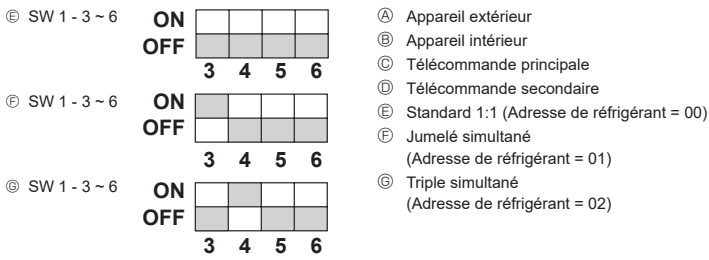 Ⓔ SW 1 - 3 ~ 6
ON
OFF
3 4 5 6
Ⓕ SW 1 - 3 ~ 6
ON
OFF
3 4 5 6
Ⓖ SW 1 - 3 ~ 6
ON
OFF
3 4 5 6
Ⓐ Appareil extérieur
Ⓑ Appareil intérieur
Ⓒ Télécommande principale
Ⓓ Télécommande secondaire
Ⓔ Standard 1:1 (Adresse de réfrigérant = 00)
Ⓕ Jumelé simultané
(Adresse de réfrigérant = 01)
Ⓖ Triple simultané
(Adresse de réfrigérant = 02)